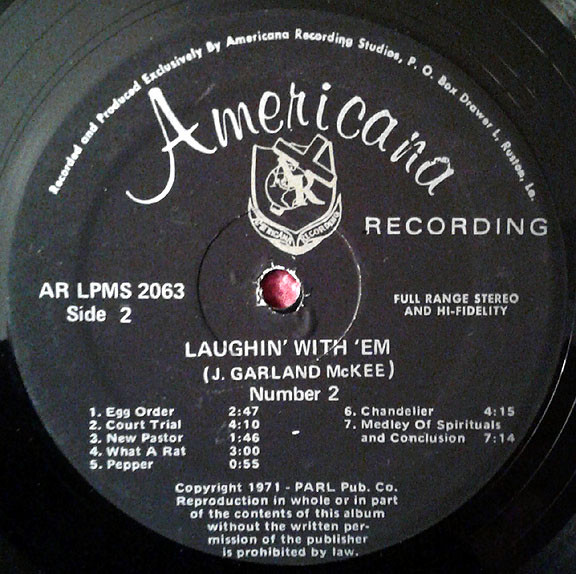 Recorded and Produced Exclusively By Americana Recording Studios, P. O. Box Drawer L, Ruston, La.
Americana
AR
AMERICANA RECORDINGS
RECORDING
AR LPMS 2063
Side 2
FULL RANGE STEREO
AND HI-FIDELITY
LAUGHIN' WITH 'EM
(J. GARLAND McKEE)
Number 2
1. Egg Order 2:47
2. Court Trial 4:10
3. New Pastor 1:46
4. What A Rat 3:00
5. Pepper 0:55
6. Chandelier 4:15
7. Medley Of Spirituals
and Conclusion 7:14
Copyright 1971 - PARL Pub. Co.
Reproduction in whole or in part
of the contents of this album
without the written per-
mission of the publisher
is prohibited by law.